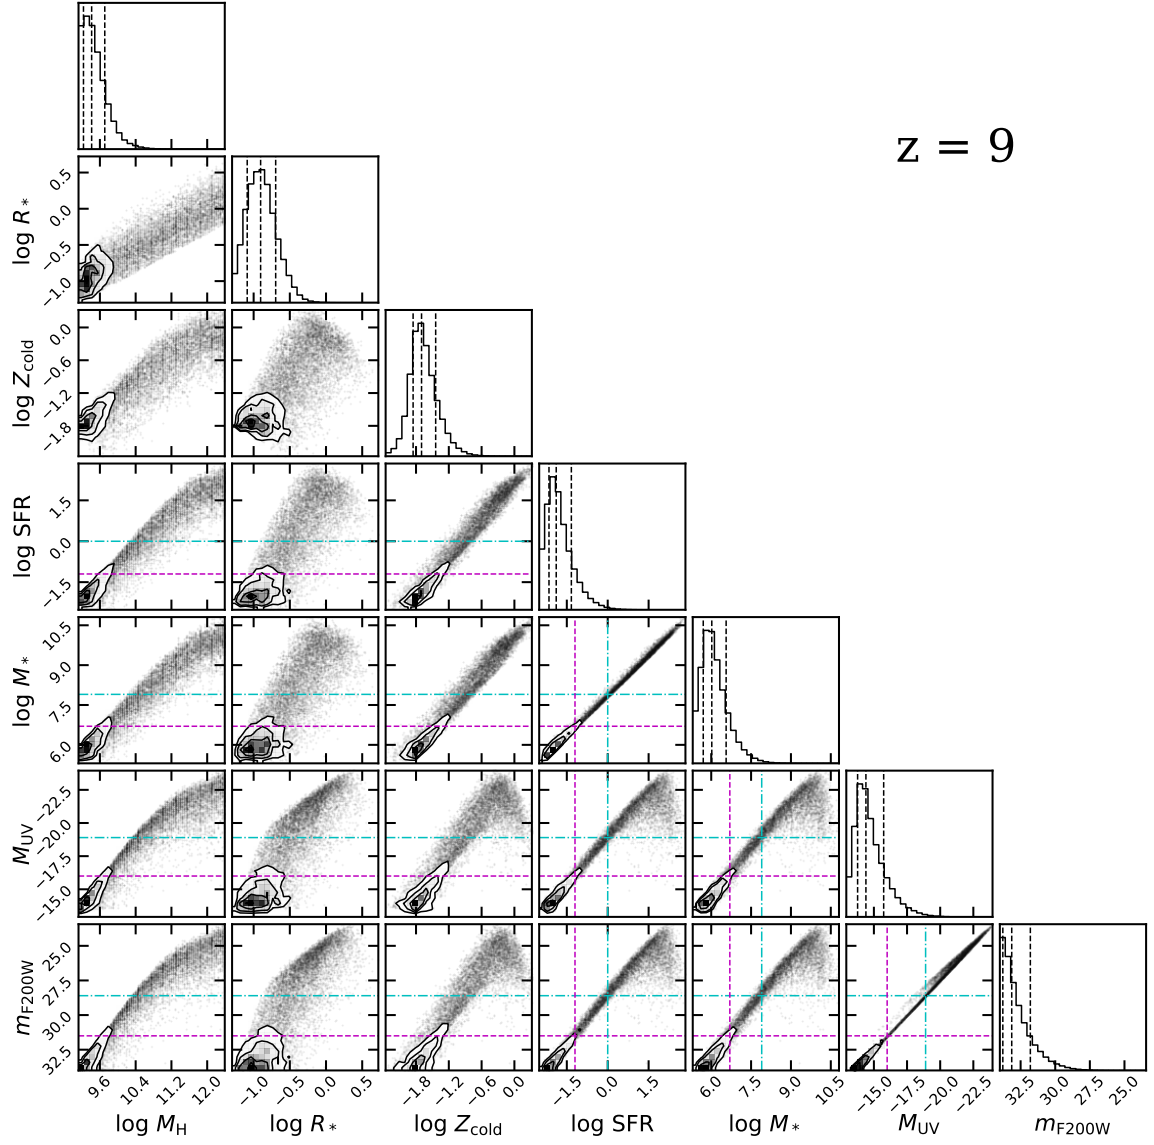 z = 9
log R*
0.5
0.0
−0.5
−1.0
log Z_cold
0.0
−0.6
−1.2
−1.8
log SFR
1.5
0.0
−1.5
log M*
10.5
9.0
7.5
6.0
M_UV
−22.5
−20.0
−17.5
−15.0
m_F200W
25.0
27.5
30.0
32.5
9.6 10.4 11.2 12.0
−1.0 −0.5 0.0 0.5
−1.8 −1.2 −0.6 0.0
−1.5 0.0 1.5
6.0 7.5 9.0 10.5
−15.0 −17.5 −20.0 −22.5
32.5 30.0 27.5 25.0
log M_H log R* log Z_cold log SFR log M* M_UV m_F200W